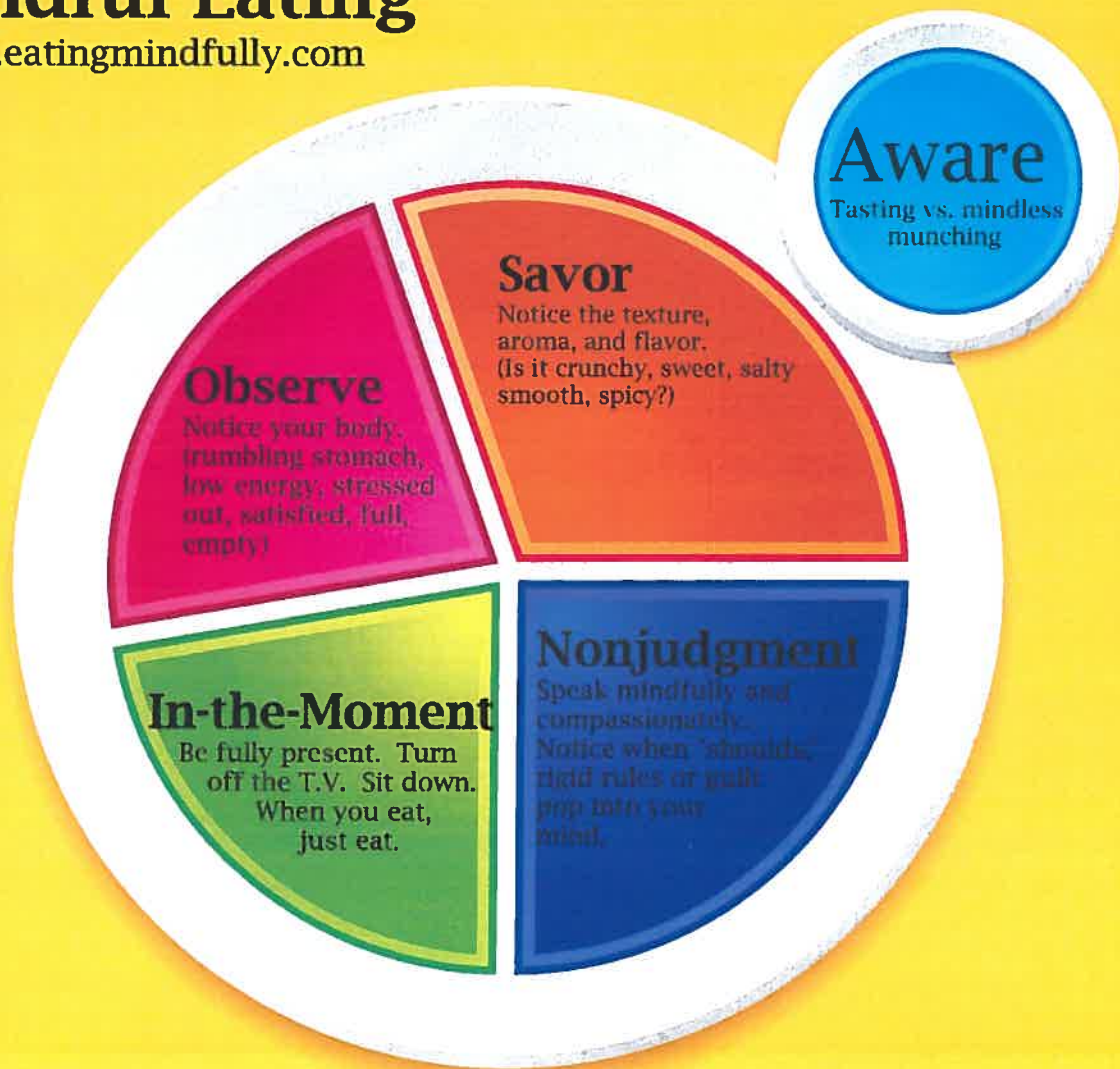 ndful Eating
.eatingmindfully.com
Aware
Tasting vs. mindless
munching
Savor
Notice the texture,
aroma, and flavor.
(Is it crunchy, sweet, salty
smooth, spicy?)
Observe
Notice your body.
(rumbling stomach,
low energy, stressed
out, satisfied, full,
empty)
Nonjudgment
Speak mindfully and
compassionately.
Notice when "shoulds,"
rigid rules or guilt
pop into your
mind.
In-the-Moment
Be fully present. Turn
off the T.V. Sit down.
When you eat,
just eat.